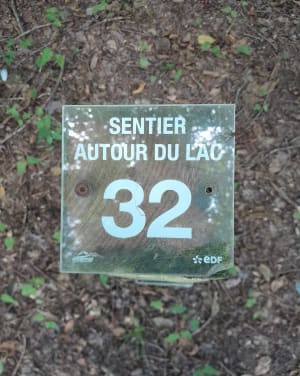 SENTIER
AUTOUR DU LAC
32
eDF